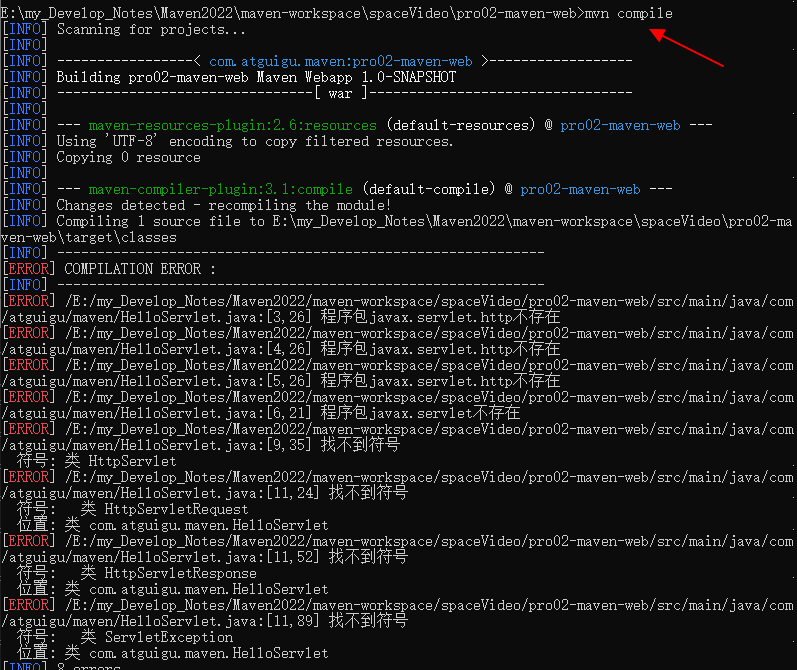 E:\my_Develop_Notes\Maven2022\maven-workspace\spaceVideo\pro02-maven-web>mvn compile
[INFO] Scanning for projects...
[INFO]
[INFO] -----------------< com.atguigu.maven:pro02-maven-web >------------------
[INFO] Building pro02-maven-web Maven Webapp 1.0-SNAPSHOT
[INFO] --------------------------------[ war ]---------------------------------
[INFO]
[INFO] --- maven-resources-plugin:2.6:resources (default-resources) @ pro02-maven-web ---
[INFO] Using 'UTF-8' encoding to copy filtered resources.
[INFO] Copying 0 resource
[INFO]
[INFO] --- maven-compiler-plugin:3.1:compile (default-compile) @ pro02-maven-web ---
[INFO] Changes detected - recompiling the module!
[INFO] Compiling 1 source file to E:\my_Develop_Notes\Maven2022\maven-workspace\spaceVideo\pro02-ma
ven-web\target\classes
[INFO] -------------------------------------------------------------
[ERROR] COMPILATION ERROR :
[INFO] -------------------------------------------------------------
[ERROR] /E:/my_Develop_Notes/Maven2022/maven-workspace/spaceVideo/pro02-maven-web/src/main/java/com
/atguigu/maven/HelloServlet.java:[3,26] 程序包javax.servlet.http不存在
[ERROR] /E:/my_Develop_Notes/Maven2022/maven-workspace/spaceVideo/pro02-maven-web/src/main/java/com
/atguigu/maven/HelloServlet.java:[4,26] 程序包javax.servlet.http不存在
[ERROR] /E:/my_Develop_Notes/Maven2022/maven-workspace/spaceVideo/pro02-maven-web/src/main/java/com
/atguigu/maven/HelloServlet.java:[5,26] 程序包javax.servlet.http不存在
[ERROR] /E:/my_Develop_Notes/Maven2022/maven-workspace/spaceVideo/pro02-maven-web/src/main/java/com
/atguigu/maven/HelloServlet.java:[6,21] 程序包javax.servlet不存在
[ERROR] /E:/my_Develop_Notes/Maven2022/maven-workspace/spaceVideo/pro02-maven-web/src/main/java/com
/atguigu/maven/HelloServlet.java:[9,35] 找不到符号
  符号: 类 HttpServlet
[ERROR] /E:/my_Develop_Notes/Maven2022/maven-workspace/spaceVideo/pro02-maven-web/src/main/java/com
/atguigu/maven/HelloServlet.java:[11,24] 找不到符号
  符号:   类 HttpServletRequest
  位置: 类 com.atguigu.maven.HelloServlet
[ERROR] /E:/my_Develop_Notes/Maven2022/maven-workspace/spaceVideo/pro02-maven-web/src/main/java/com
/atguigu/maven/HelloServlet.java:[11,52] 找不到符号
  符号:   类 HttpServletResponse
  位置: 类 com.atguigu.maven.HelloServlet
[ERROR] /E:/my_Develop_Notes/Maven2022/maven-workspace/spaceVideo/pro02-maven-web/src/main/java/com
/atguigu/maven/HelloServlet.java:[11,89] 找不到符号
  符号:   类 ServletException
  位置: 类 com.atguigu.maven.HelloServlet
[INFO] 8 errors